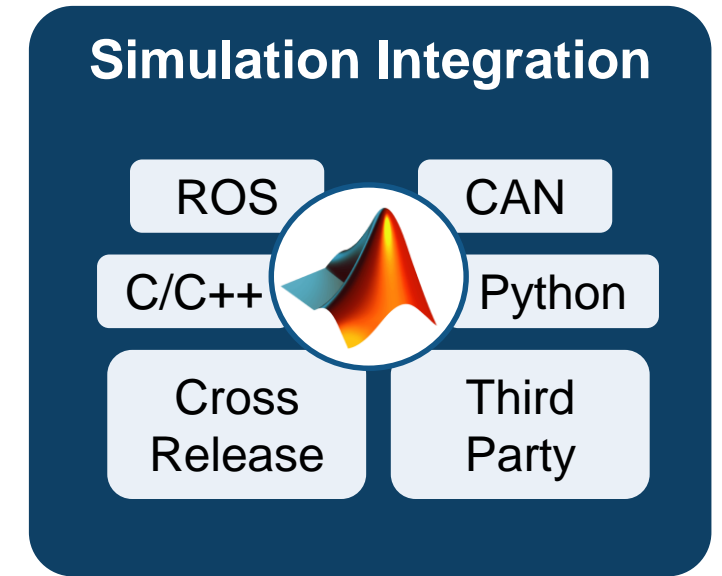 Simulation Integration
ROS
CAN
C/C++
Python
Cross
Release
Third
Party